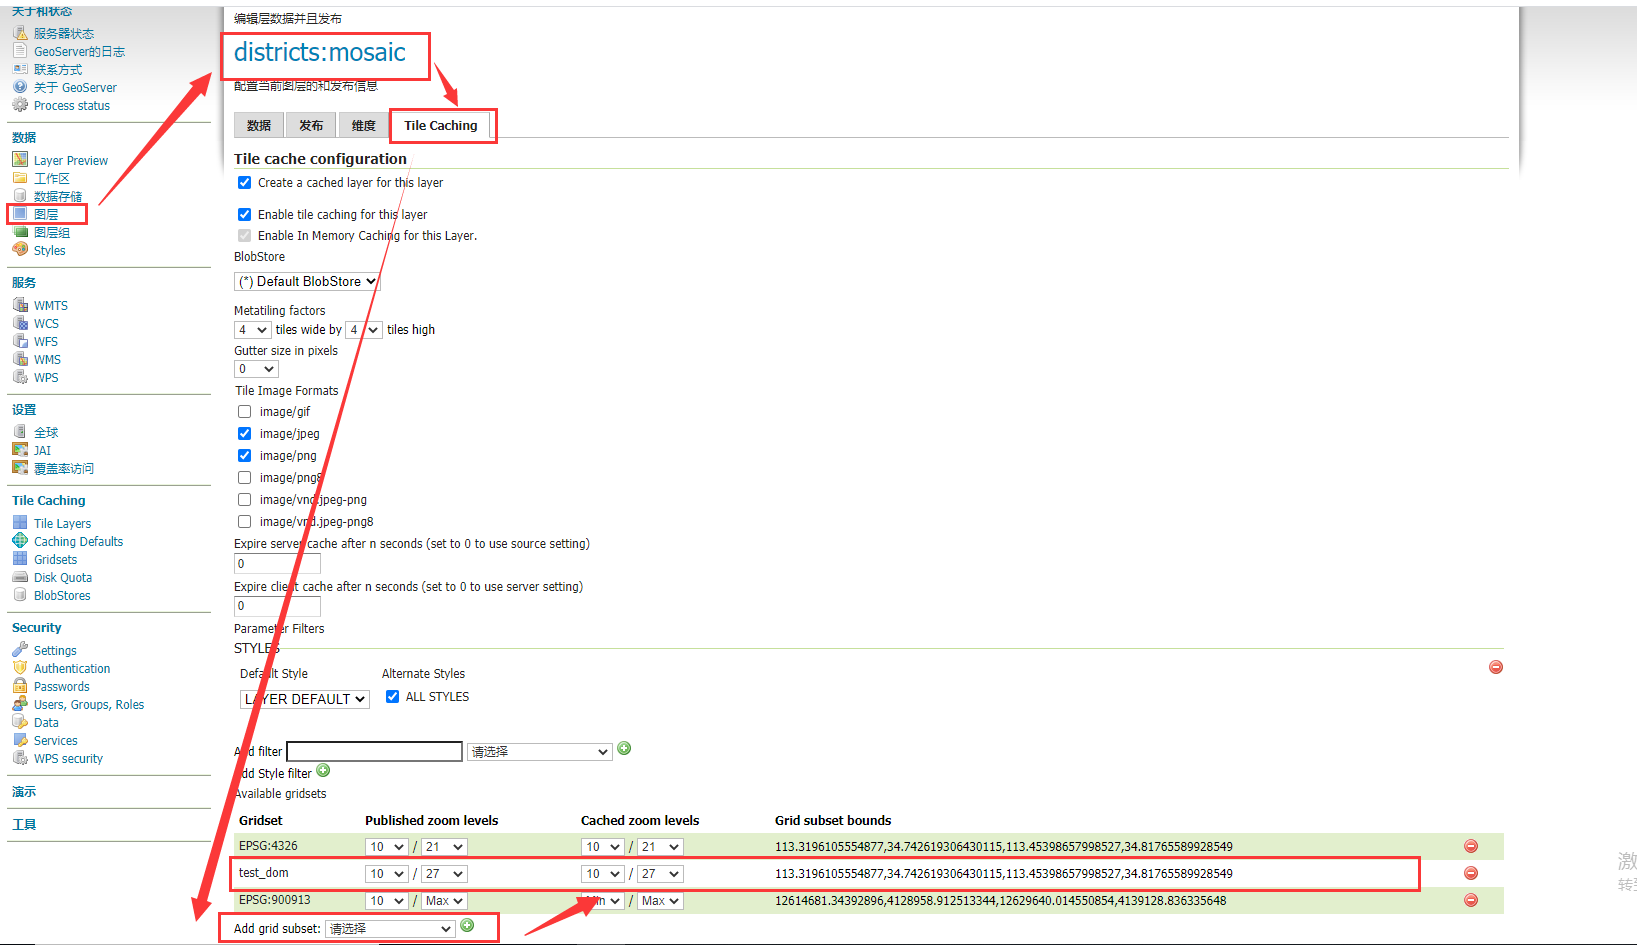 关于和状态
服务器状态
GeoServer的日志
联系方式
关于 GeoServer
Process status
数据
Layer Preview
工作区
数据存储
图层
图层组
Styles
服务
WMTS
WCS
WFS
WMS
WPS
设置
全球
JAI
覆盖率访问
Tile Caching
Tile Layers
Caching Defaults
Gridsets
Disk Quota
BlobStores
Security
Settings
Authentication
Passwords
Users, Groups, Roles
Data
Services
WPS security
演示
工具
编辑层数据并且发布
districts:mosaic
配置当前图层的和发布信息
数据 发布 维度 Tile Caching
Tile cache configuration
Create a cached layer for this layer
Enable tile caching for this layer
Enable In Memory Caching for this Layer.
BlobStore
(*) Default BlobStore
Metatiling factors
4 tiles wide by 4 tiles high
Gutter size in pixels
0
Tile Image Formats
image/gif
image/jpeg
image/png
image/png8
image/vnd.jpeg-png
image/vnd.jpeg-png8
Expire server cache after n seconds (set to 0 to use source setting)
0
Expire client cache after n seconds (set to 0 to use server setting)
0
Parameter Filters
STYLES
Default Style Alternate Styles
LAYER DEFAULT ALL STYLES
Add filter 请选择
Add Style filter
Available gridsets
Gridset Published zoom levels Cached zoom levels Grid subset bounds
EPSG:4326 10 / 21 10 / 21 113.3196105554877,34.742619306430115,113.45398657998527,34.81765589928549
test_dom 10 / 27 10 / 27 113.3196105554877,34.742619306430115,113.45398657998527,34.81765589928549
EPSG:900913 10 / Max Min / Max 12614681.34392896,4128958.912513344,12629640.014550854,4139128.836335648
Add grid subset: 请选择
激
转到